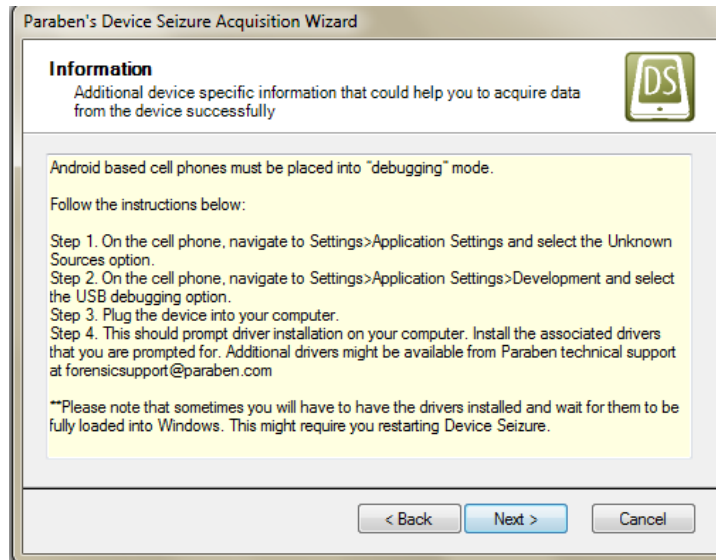 Paraben's Device Seizure Acquisition Wizard
Information
Additional device specific information that could help you to acquire data
from the device successfully
DS
Android based cell phones must be placed into "debugging" mode.
Follow the instructions below:
Step 1. On the cell phone, navigate to Settings>Application Settings and select the Unknown
Sources option.
Step 2. On the cell phone, navigate to Settings>Application Settings>Development and select
the USB debugging option.
Step 3. Plug the device into your computer.
Step 4. This should prompt driver installation on your computer. Install the associated drivers
that you are prompted for. Additional drivers might be available from Paraben technical support
at forensicsupport@paraben.com
**Please note that sometimes you will have to have the drivers installed and wait for them to be
fully loaded into Windows. This might require you restarting Device Seizure.
< Back Next > Cancel